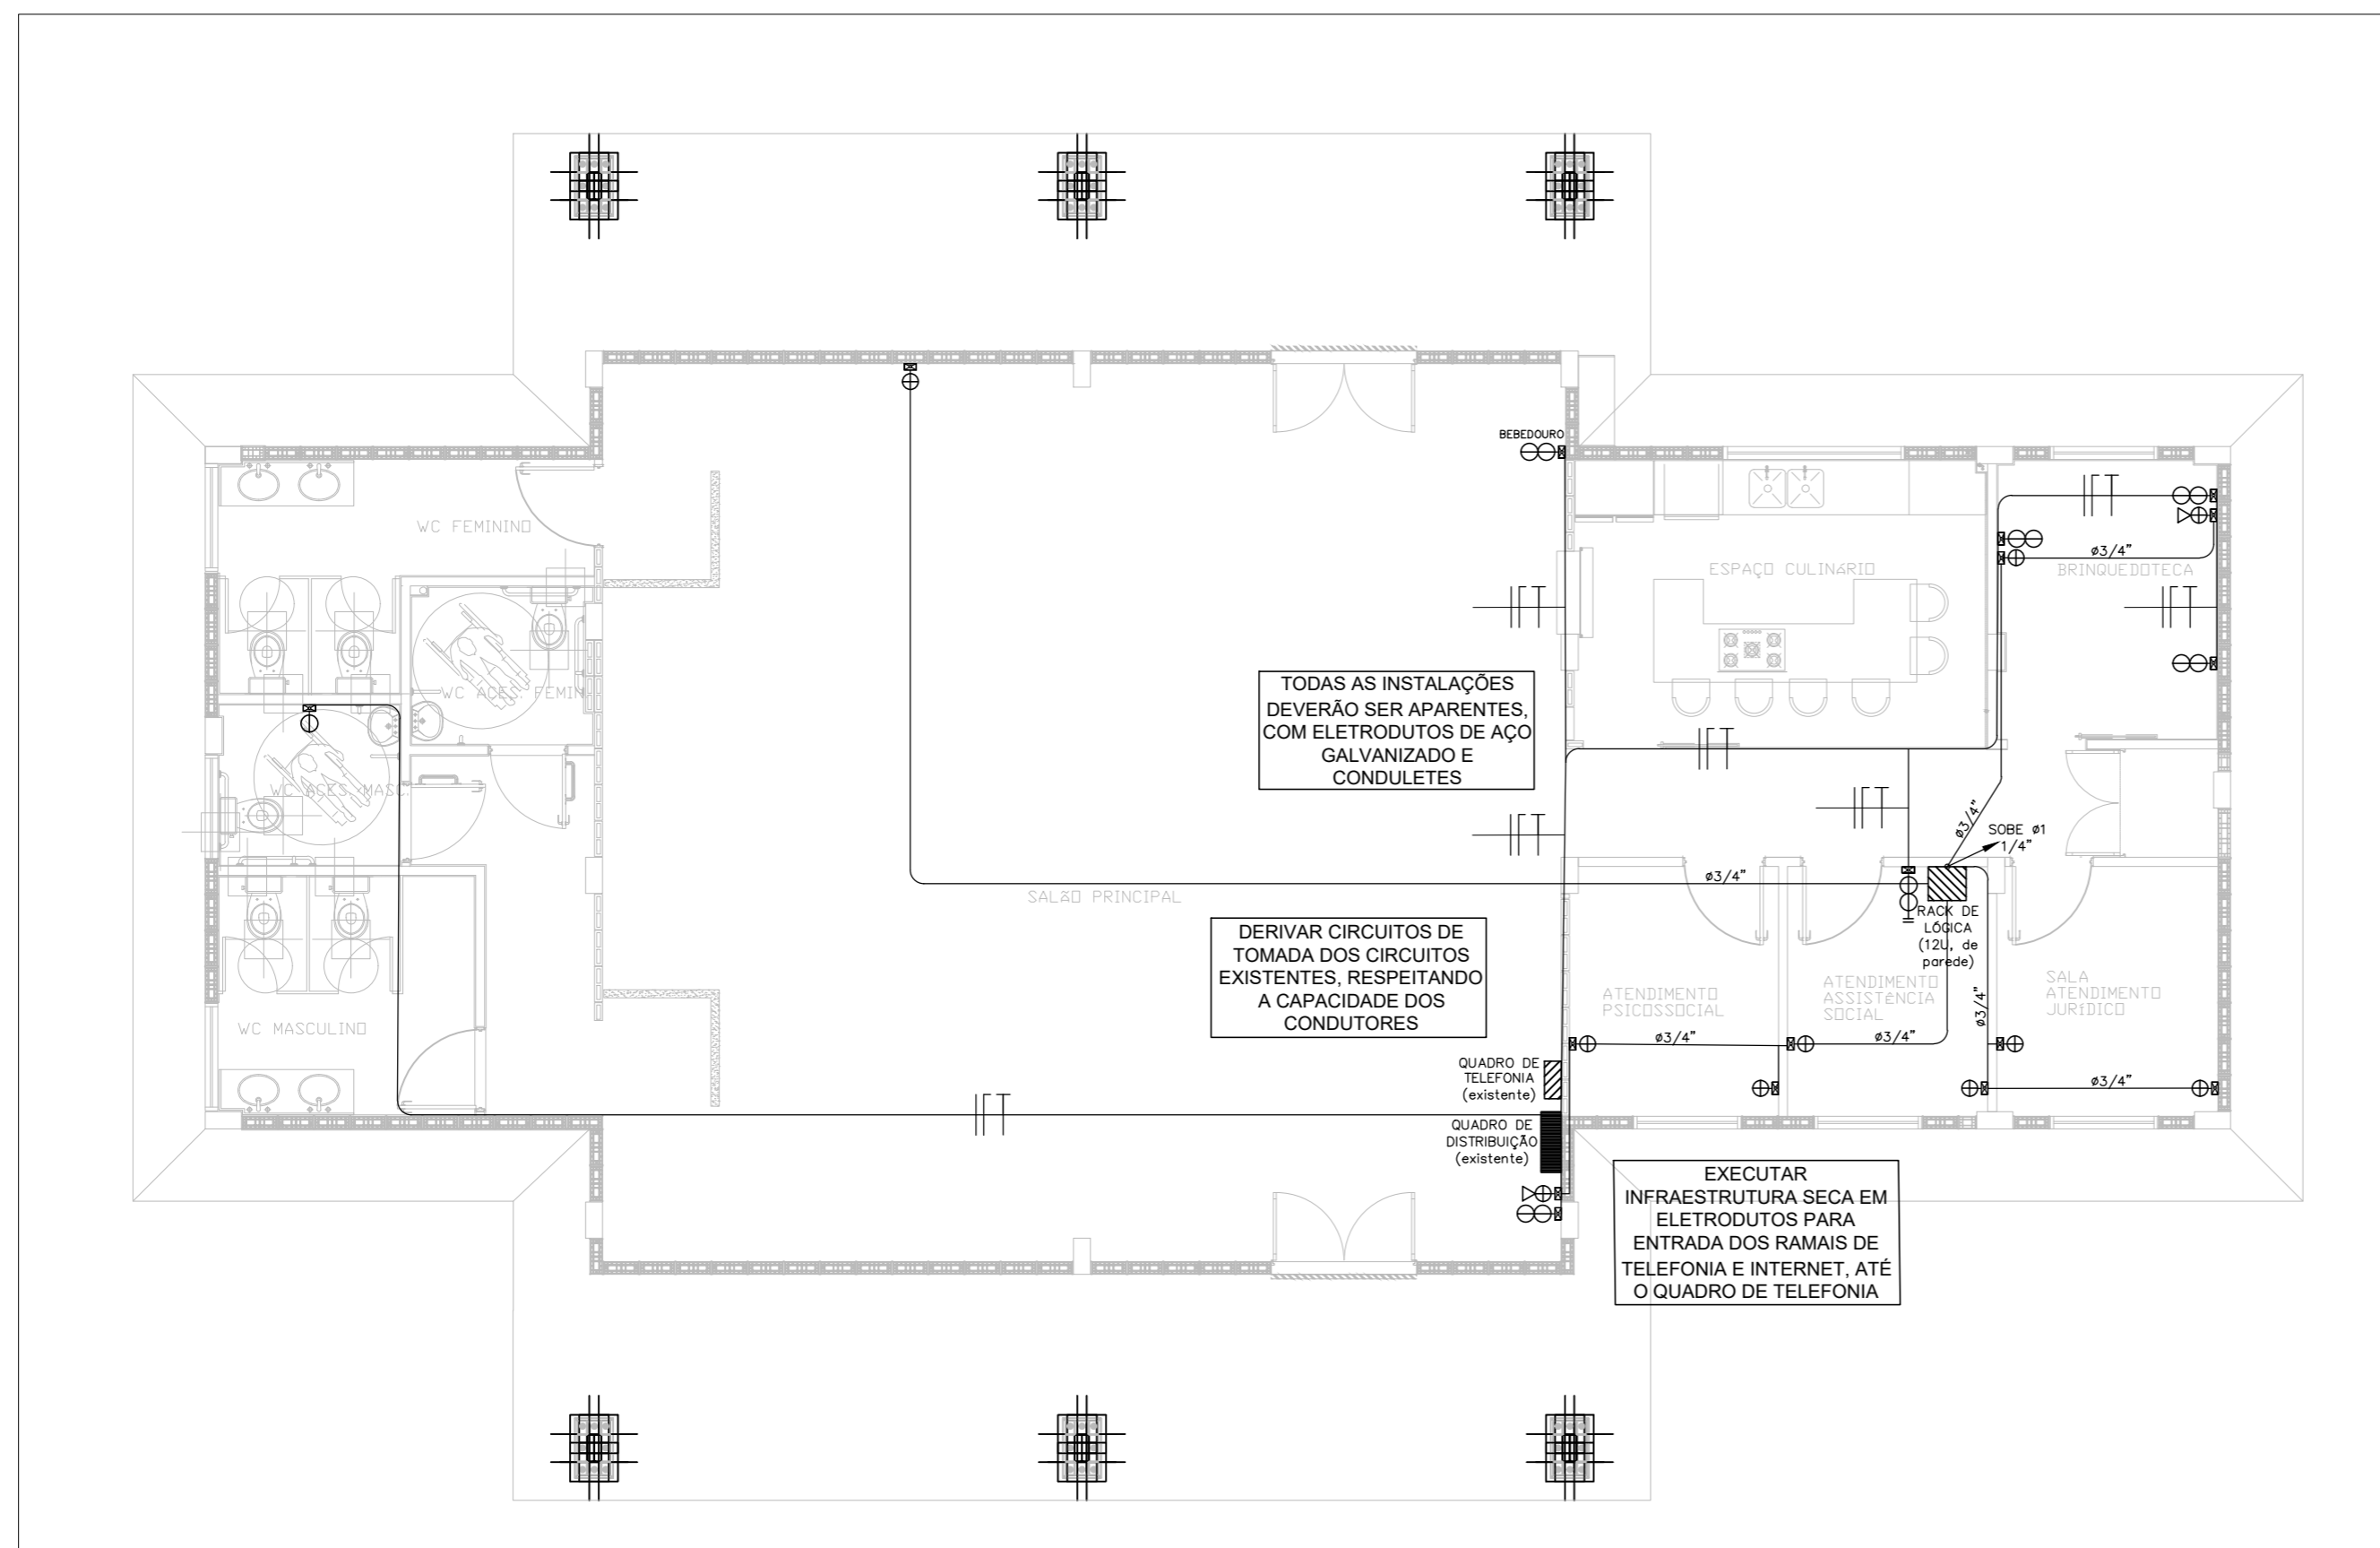 BEBEDOURO
WC FEMININO
ø3/4"
BRINQUEDOTECA
ESPAÇO CULINáRIO
WC ACES. FEMIN
TODAS AS INSTALAÇÕES
DEVERÃO SER APARENTES,
COM ELETRODUTOS DE AÇO
GALVANIZADO E
CONDULETES
WC ACES. MASC.
ø3/4"
SOBE ø1
1/4"
ø3/4"
SALãO PRINCIPAL
RACK DE
LÓGICA
(12U, de
parede)
DERIVAR CIRCUITOS DE
TOMADA DOS CIRCUITOS
EXISTENTES, RESPEITANDO
A CAPACIDADE DOS
CONDUTORES
ATENDIMENTO
PSICOSSOCIAL
ATENDIMENTO
ASSISTêNCIA
SOCIAL
SALA
ATENDIMENTO
JURíDICO
ø3/4"
WC MASCULINO
ø3/4"
ø3/4"
QUADRO DE
TELEFONIA
(existente)
ø3/4"
QUADRO DE
DISTRIBUIÇÃO
(existente)
EXECUTAR
INFRAESTRUTURA SECA EM
ELETRODUTOS PARA
ENTRADA DOS RAMAIS DE
TELEFONIA E INTERNET, ATÉ
O QUADRO DE TELEFONIA